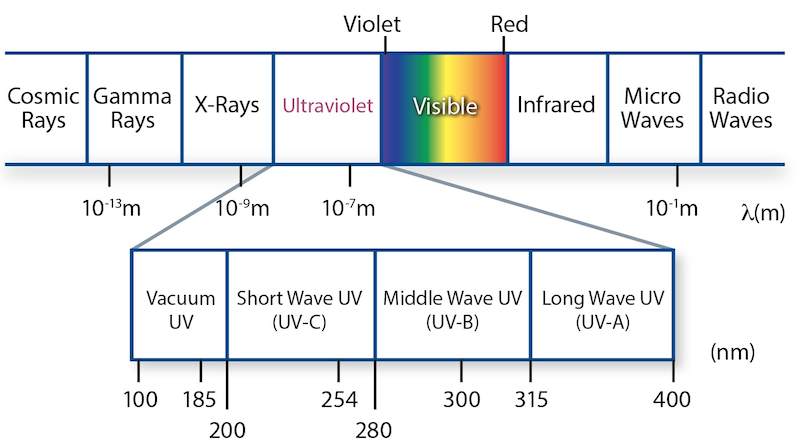 Violet Red
Cosmic Rays
Gamma Rays
X-Rays
Ultraviolet
Visible
Infrared
Micro Waves
Radio Waves
10-13m 10-9m 10-7m 10-1m λ(m)
Vacuum UV
Short Wave UV (UV-C)
Middle Wave UV (UV-B)
Long Wave UV (UV-A)
(nm)
100 185 254 300 315 400
200 280